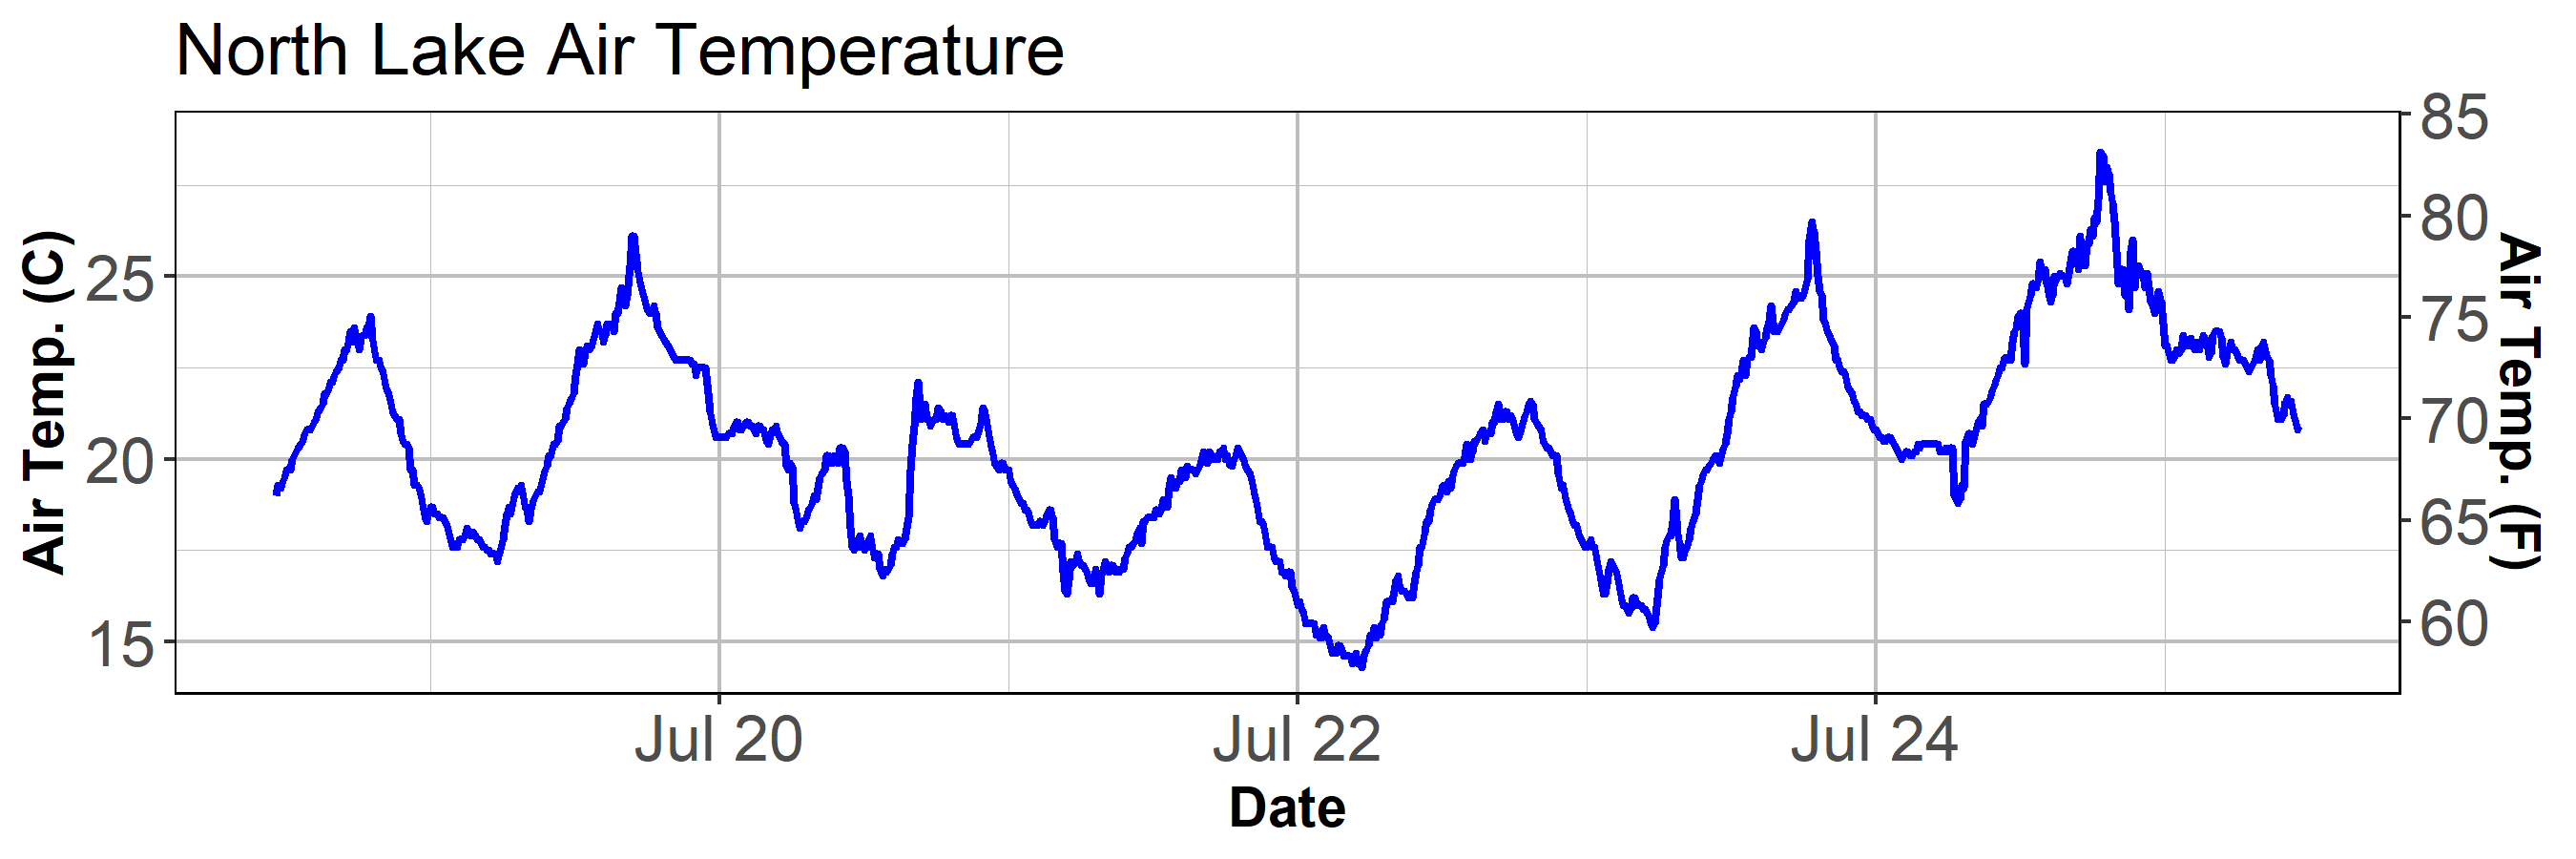 North Lake Air Temperature
Air Temp. (C)
25
20
15
85
80
75
70
65
60
Air Temp. (F)
Jul 20 Jul 22 Jul 24
Date